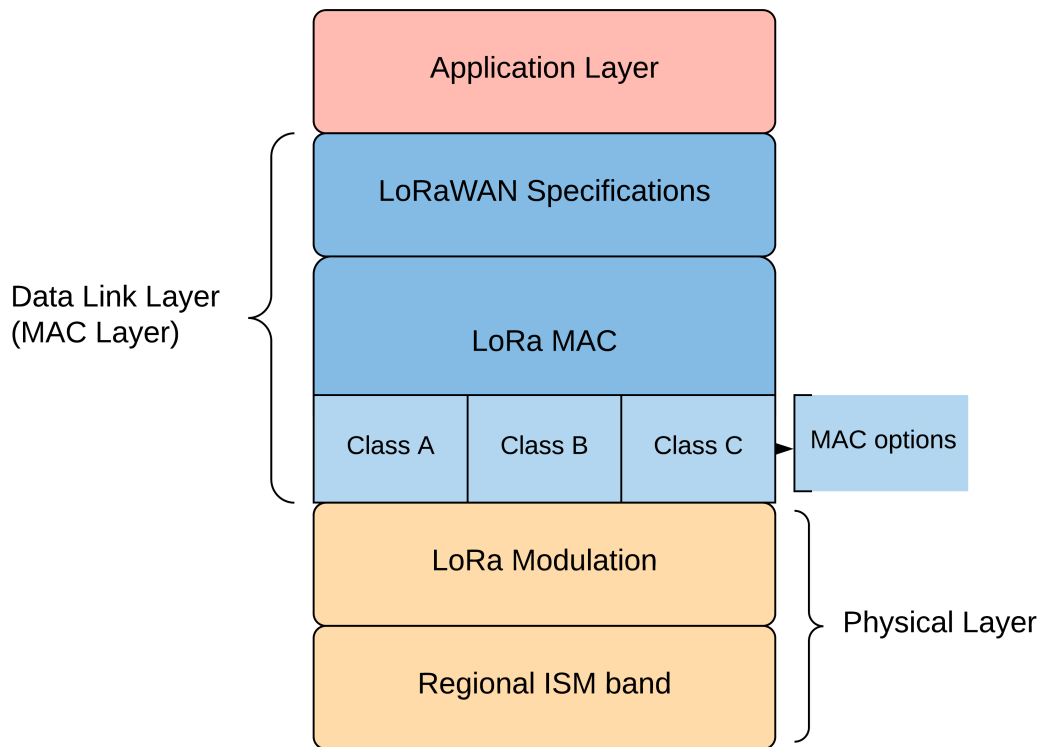 Application Layer
LoRaWAN Specifications
Data Link Layer
(MAC Layer)
LoRa MAC
Class A
Class B
Class C
MAC options
LoRa Modulation
Physical Layer
Regional ISM band